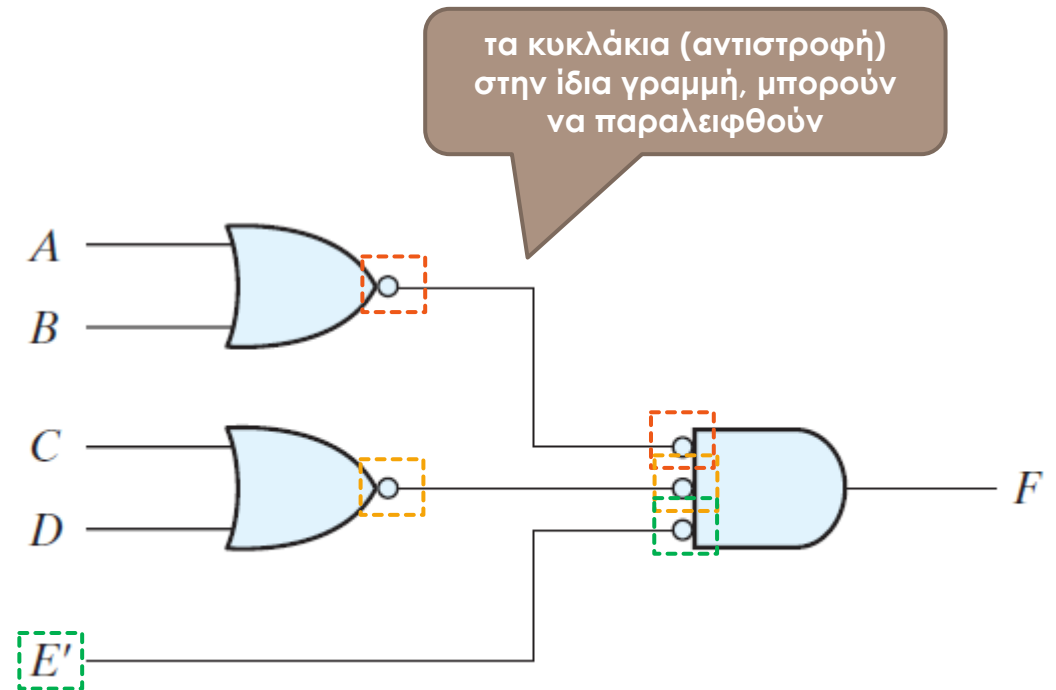 τα κυκλάκια (αντιστροφή)
στην ίδια γραμμή, μπορούν
να παραλειφθούν
A
B
C
D
E'
F